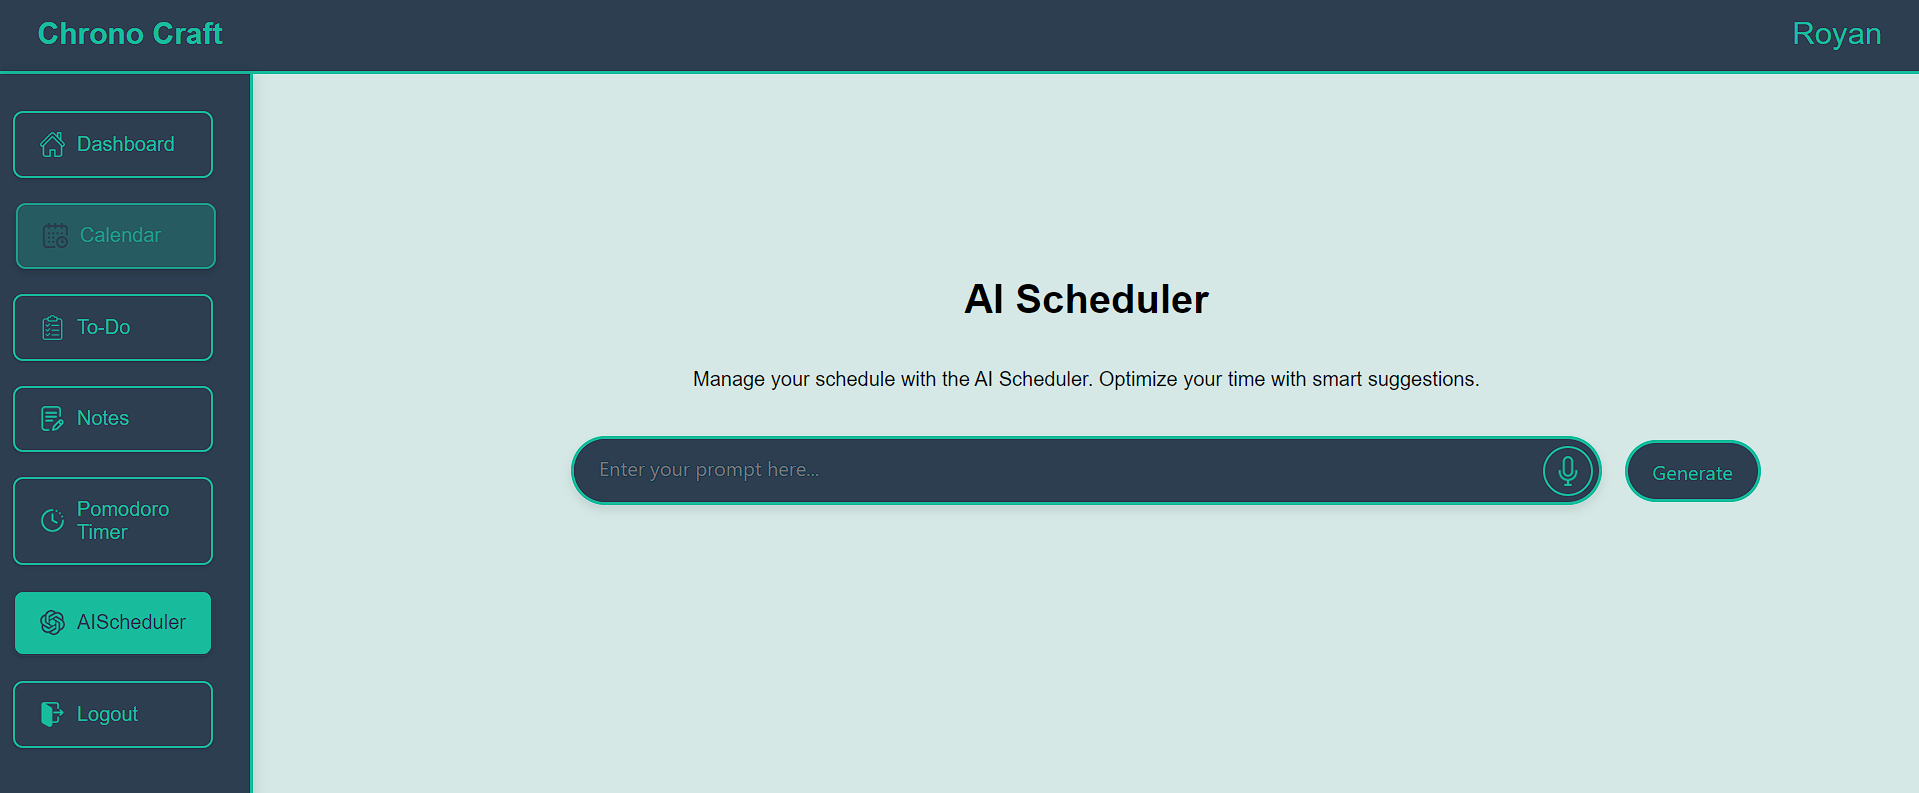 Chrono Craft
Royan
Dashboard
Calendar
To-Do
Notes
Pomodoro
Timer
AIScheduler
Logout
AI Scheduler
Manage your schedule with the AI Scheduler. Optimize your time with smart suggestions.
Enter your prompt here...
Generate